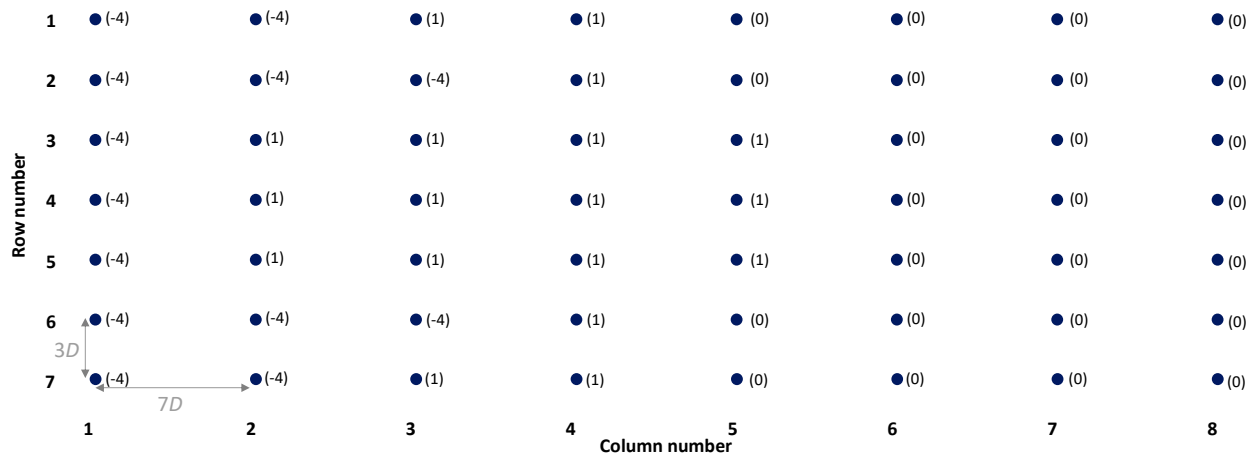 1 (-4) (-4) (1) (1) (0) (0) (0) (0)
2 (-4) (-4) (-4) (1) (0) (0) (0) (0)
3 (-4) (1) (1) (1) (1) (0) (0) (0)
4 (-4) (1) (1) (1) (1) (0) (0) (0)
Row number
5 (-4) (1) (1) (1) (1) (0) (0) (0)
6 (-4) (-4) (-4) (1) (0) (0) (0) (0)
3D
7 (-4) (-4) (1) (1) (0) (0) (0) (0)
7D
1 2 3 4 5 6 7 8
Column number